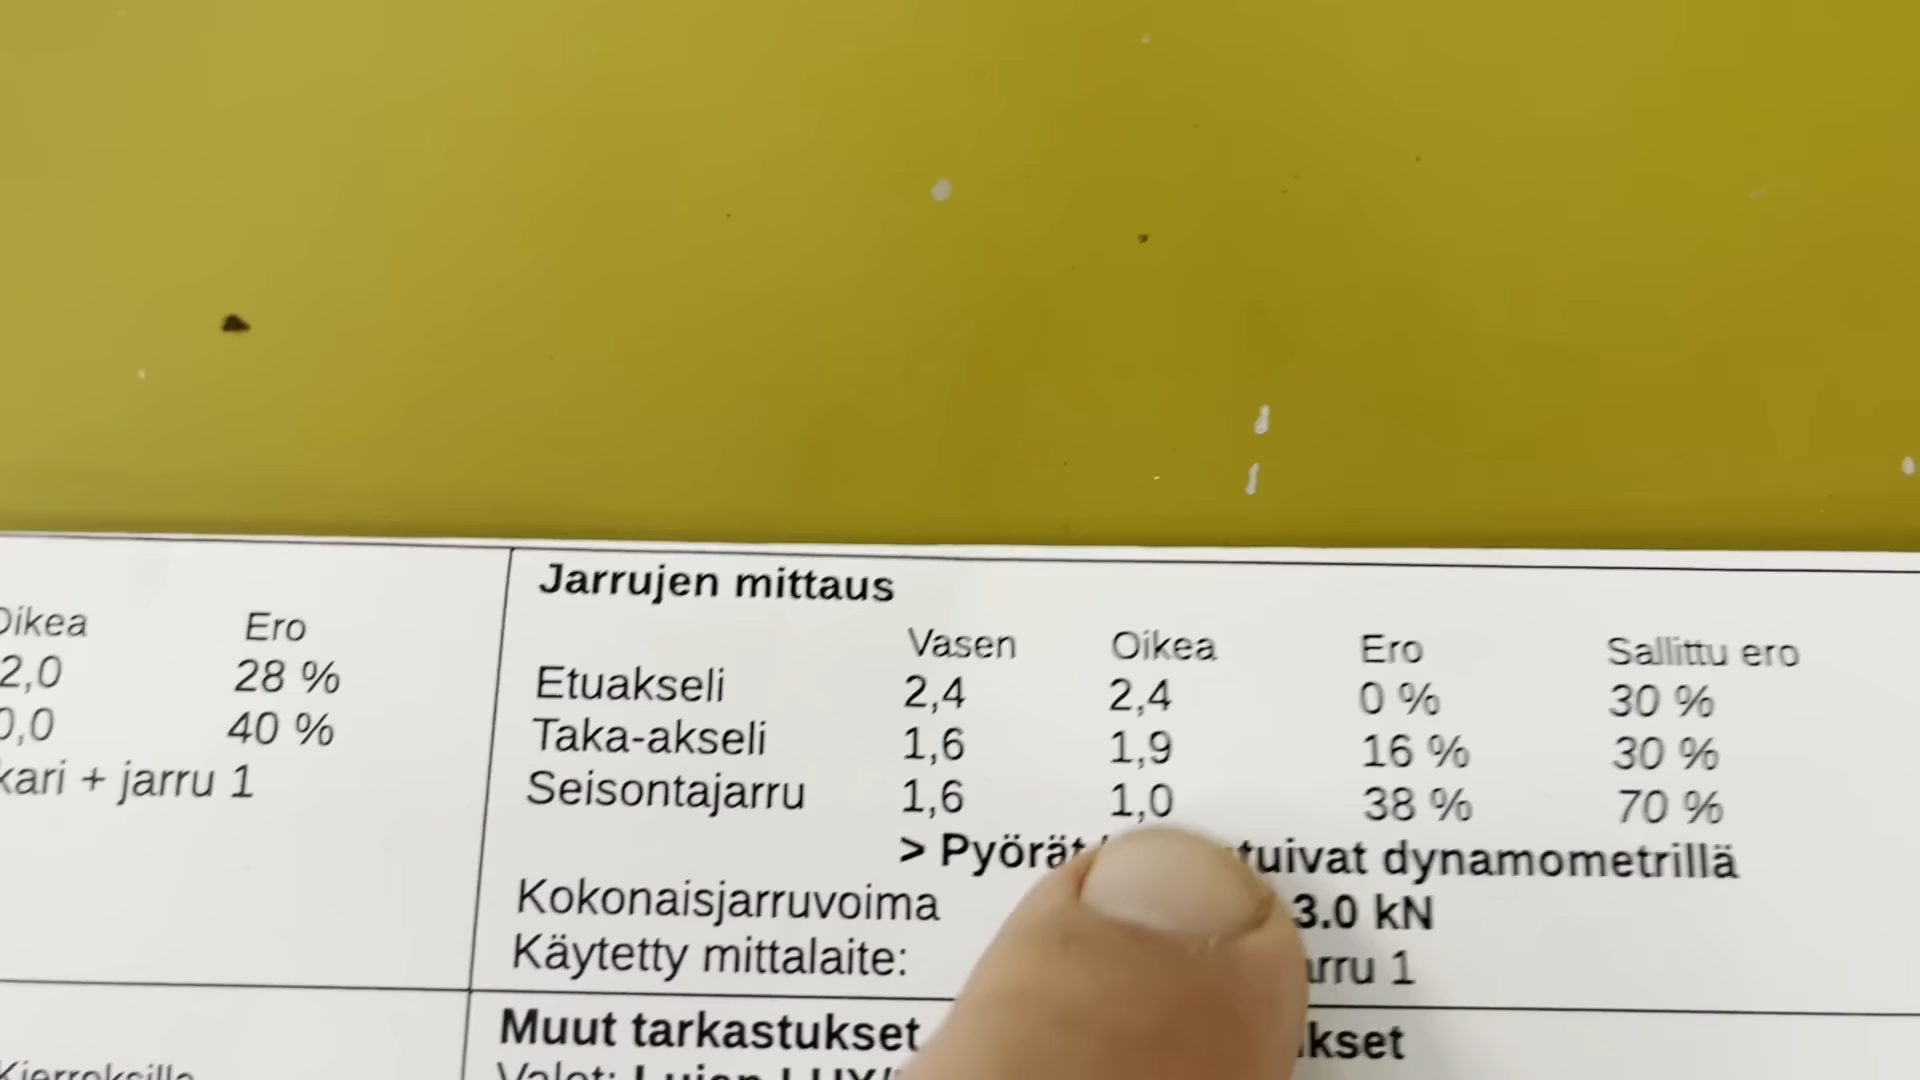 Oikea Ero
2,0 28 %
0,0 40 %
kari + jarru 1
Jarrujen mittaus
Vasen Oikea Ero Sallittu ero
Etuakseli 2,4 2,4 0 % 30 %
Taka-akseli 1,6 1,9 16 % 30 %
Seisontajarru 1,6 1,0 38 % 70 %
> Pyörät tuivat dynamometrillä
Kokonaisjarruvoima 3.0 kN
Käytetty mittalaite: rru 1
Muut tarkastukset kset
Kierroksilla
Valot: